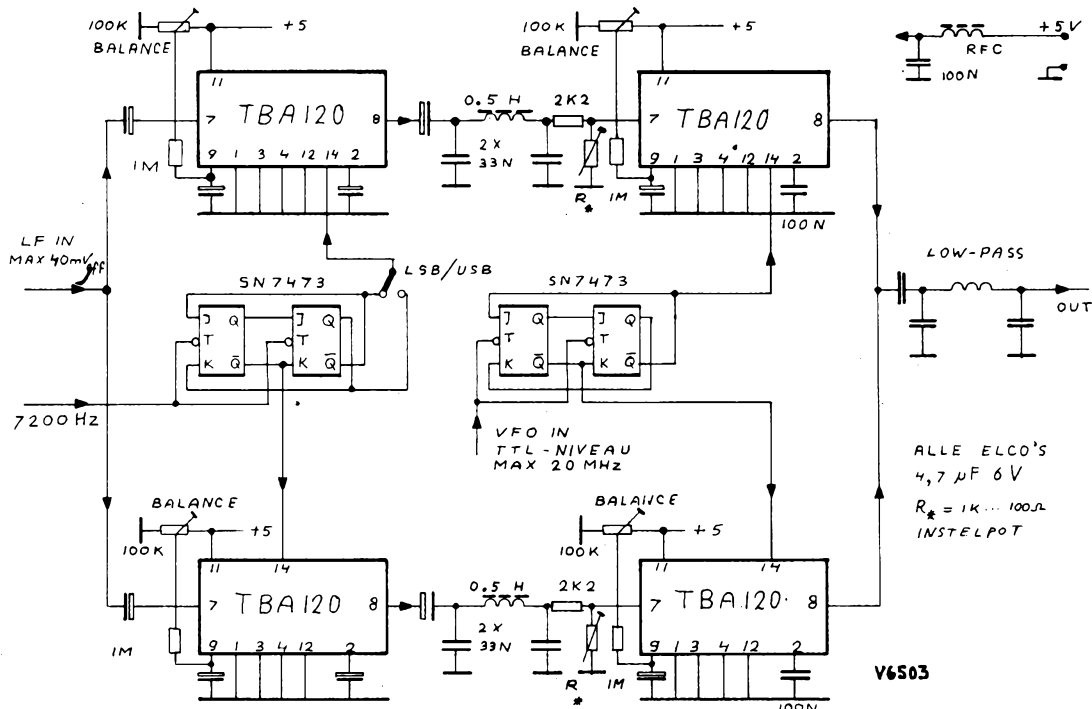 100K
BALANCE
+5
11
TBA120
7
8
9 1 3 4 12 14 2
1M
0.5 H
2K2
2X
33N
R*
1M
100K
BALANCE
+5
11
TBA120
7
8
9 1 3 4 12 14 2
100N
+5V
RFC
100N
LF IN
MAX 40mVeff
SN7473
LSB/USB
J Q J Q
T T
K Q̅ K Q̅
7200 Hz
SN7473
J Q J Q
T T
K Q̅ K Q̅
VFO IN
TTL-NIVEAU
MAX 20 MHz
LOW-PASS
OUT
ALLE ELCO'S
4,7 µF 6V
R* = 1K...100Ω
INSTELPOT
BALANCE
100K
+5
11 14
TBA120
7
8
9 1 3 4 12 2
1M
0.5 H
2K2
2X
33N
R*
1M
BALANCE
100K
+5
11 14
TBA120
7
8
9 1 3 4 12 2
100N
V6503